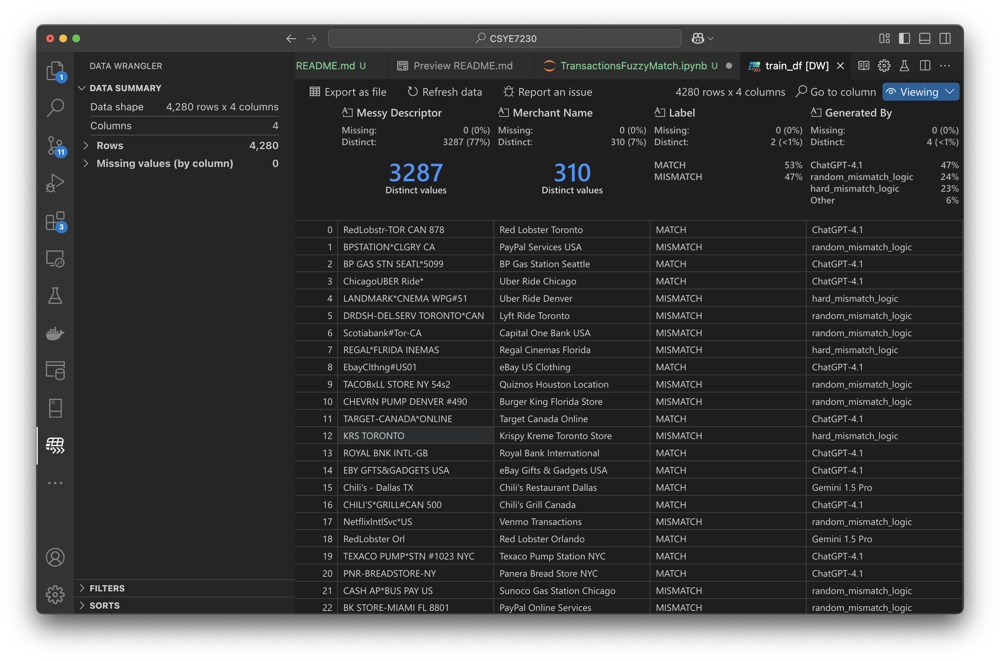 CSYE7230
DATA WRANGLER
README.md U
Preview README.md
TransactionsFuzzyMatch.ipynb U
train_df [DW]
1
DATA SUMMARY
Data shape 4,280 rows x 4 columns
Columns 4
Rows 4,280
Missing values (by column) 0
11
3
Export as file Refresh data Report an issue 4280 rows x 4 columns Go to column Viewing
Messy Descriptor Merchant Name Label Generated By
Missing: 0 (0%) Missing: 0 (0%) Missing: 0 (0%) Missing: 0 (0%)
Distinct: 3287 (77%) Distinct: 310 (7%) Distinct: 2 (<1%) Distinct: 4 (<1%)
3287 310 MATCH 53% ChatGPT-4.1 47%
Distinct values Distinct values MISMATCH 47% random_mismatch_logic 24%
hard_mismatch_logic 23%
Other 6%
0 RedLobstr-TOR CAN 878 Red Lobster Toronto MATCH ChatGPT-4.1
1 BPSTATION*CLGRY CA PayPal Services USA MISMATCH random_mismatch_logic
2 BP GAS STN SEATL*5099 BP Gas Station Seattle MATCH ChatGPT-4.1
3 ChicagoUBER Ride* Uber Ride Chicago MATCH ChatGPT-4.1
4 LANDMARK*CNEMA WPG#51 Uber Ride Denver MISMATCH hard_mismatch_logic
5 DRDSH-DEL.SERV TORONTO*CAN Lyft Ride Toronto MISMATCH random_mismatch_logic
6 Scotiabank#Tor-CA Capital One Bank USA MISMATCH random_mismatch_logic
7 REGAL*FLRIDA INEMAS Regal Cinemas Florida MISMATCH hard_mismatch_logic
8 EbayClthng#US01 eBay US Clothing MATCH ChatGPT-4.1
9 TACOBxLL STORE NY 54s2 Quiznos Houston Location MISMATCH random_mismatch_logic
10 CHEVRN PUMP DENVER #490 Burger King Florida Store MISMATCH random_mismatch_logic
11 TARGET-CANADA*ONLINE Target Canada Online MATCH ChatGPT-4.1
12 KRS TORONTO Krispy Kreme Toronto Store MISMATCH hard_mismatch_logic
13 ROYAL BNK INTL-GB Royal Bank International MATCH ChatGPT-4.1
14 EBY GFTS&GADGETS USA eBay Gifts & Gadgets USA MATCH ChatGPT-4.1
15 Chili's - Dallas TX Chili's Restaurant Dallas MATCH Gemini 1.5 Pro
16 CHILI'S*GRILL#CAN 500 Chili's Grill Canada MATCH ChatGPT-4.1
17 NetflixIntlSvc*US Venmo Transactions MISMATCH random_mismatch_logic
18 RedLobster Orl Red Lobster Orlando MATCH Gemini 1.5 Pro
19 TEXACO PUMP*STN #1023 NYC Texaco Pump Station NYC MATCH ChatGPT-4.1
20 PNR-BREADSTORE-NY Panera Bread Store NYC MATCH ChatGPT-4.1
21 CASH AP*BUS PAY US Sunoco Gas Station Chicago MISMATCH random_mismatch_logic
22 BK STORE-MIAMI FL 8801 PayPal Online Services MISMATCH random_mismatch_logic
FILTERS
SORTS